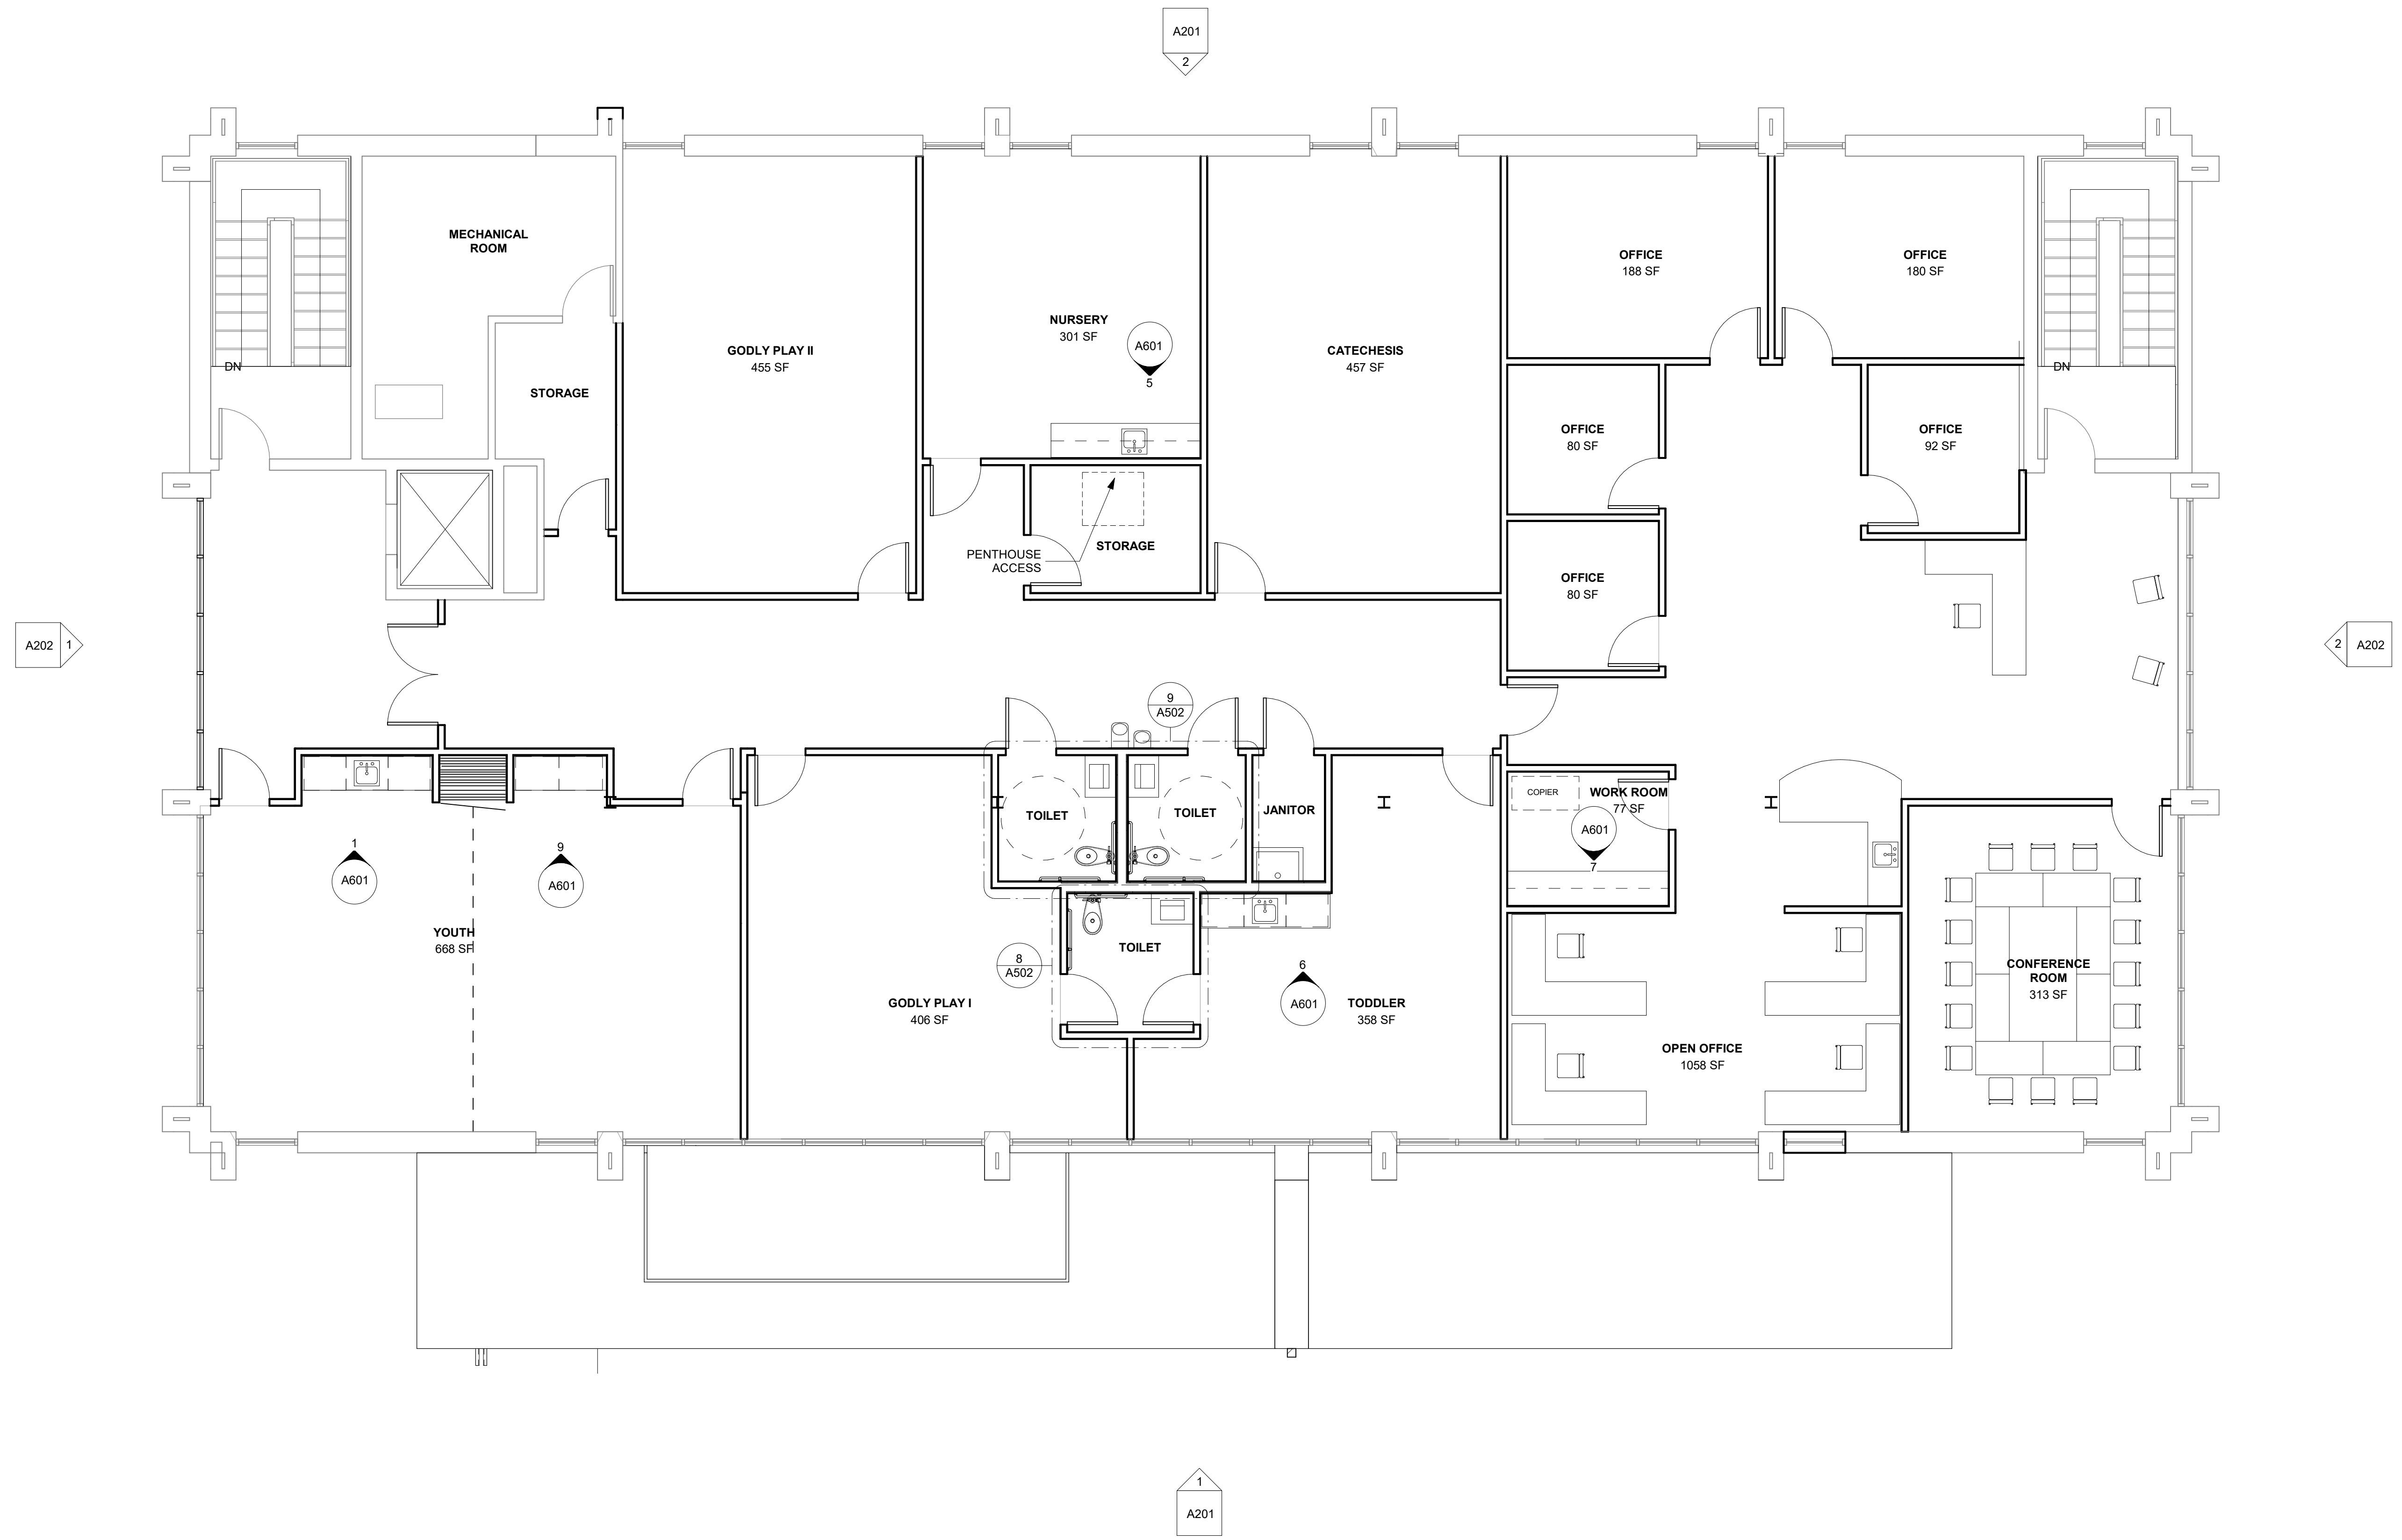 A201
2
MECHANICAL
ROOM
OFFICE
188 SF
OFFICE
180 SF
NURSERY
301 SF
A601
5
GODLY PLAY II
455 SF
CATECHESIS
457 SF
DN
DN
STORAGE
OFFICE
80 SF
OFFICE
92 SF
PENTHOUSE
ACCESS
STORAGE
OFFICE
80 SF
A202
1
2
A202
9
A502
COPIER
WORK ROOM
77 SF
A601
7
TOILET
TOILET
JANITOR
1
A601
9
A601
YOUTH
668 SF
TOILET
8
A502
6
A601
GODLY PLAY I
406 SF
TODDLER
358 SF
CONFERENCE
ROOM
313 SF
OPEN OFFICE
1058 SF
1
A201